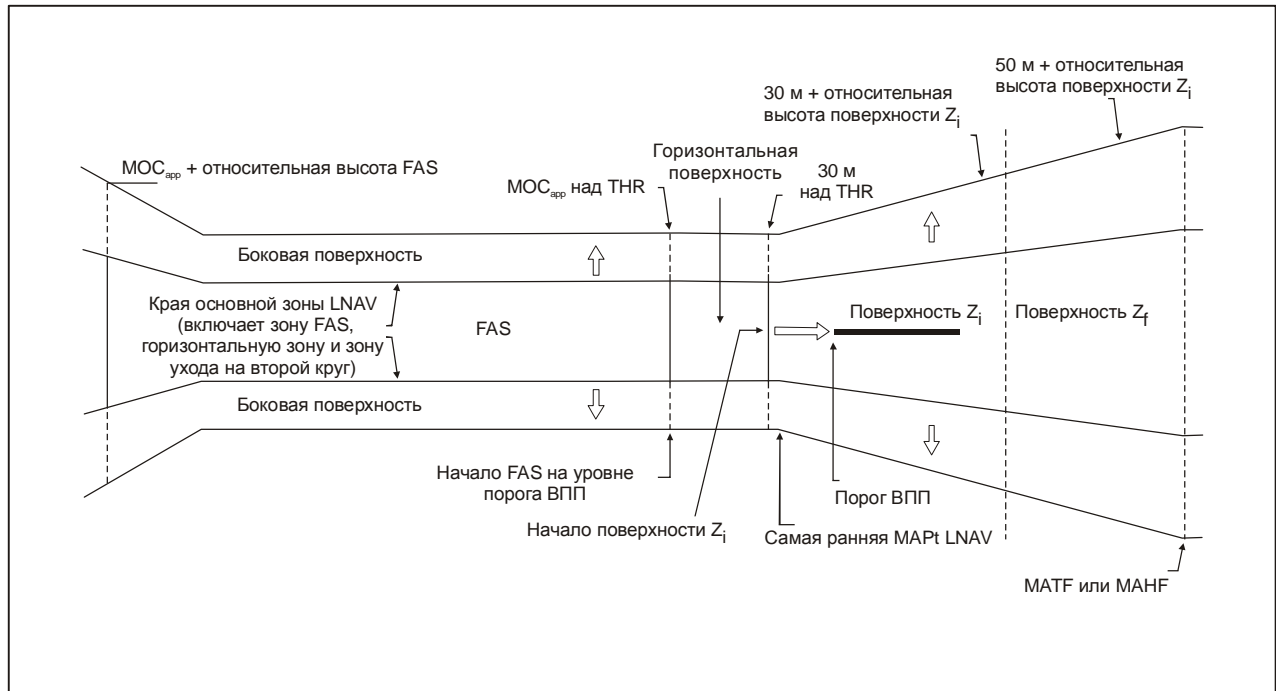 50 м + относительная
высота поверхности Zi
30 м + относительная
высота поверхности Zi
MOCapp + относительная высота FAS
Горизонтальная
поверхность
MOCapp над THR
30 м
над THR
Боковая поверхность
Края основной зоны LNAV
(включает зону FAS,
горизонтальную зону и зону
ухода на второй круг)
FAS
Поверхность Zi
Поверхность Zf
Боковая поверхность
Начало FAS на уровне
порога ВПП
Порог ВПП
Начало поверхности Zi
Самая ранняя MAPt LNAV
MATF или MAHF